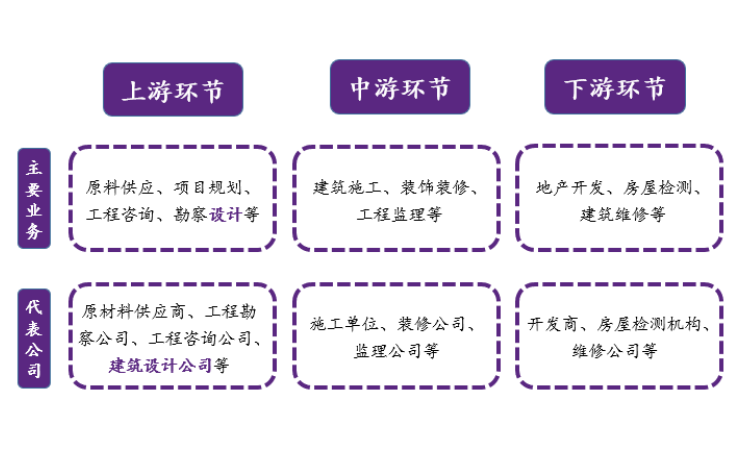 上游环节
中游环节
下游环节
主要业务
原料供应、项目规划、
工程咨询、勘察设计等
建筑施工、装饰装修、
工程监理等
地产开发、房屋检测、
建筑维修等
代表公司
原材料供应商、工程勘
察公司、工程咨询公司、
建筑设计公司等
施工单位、装修公司、
监理公司等
开发商、房屋检测机构、
维修公司等